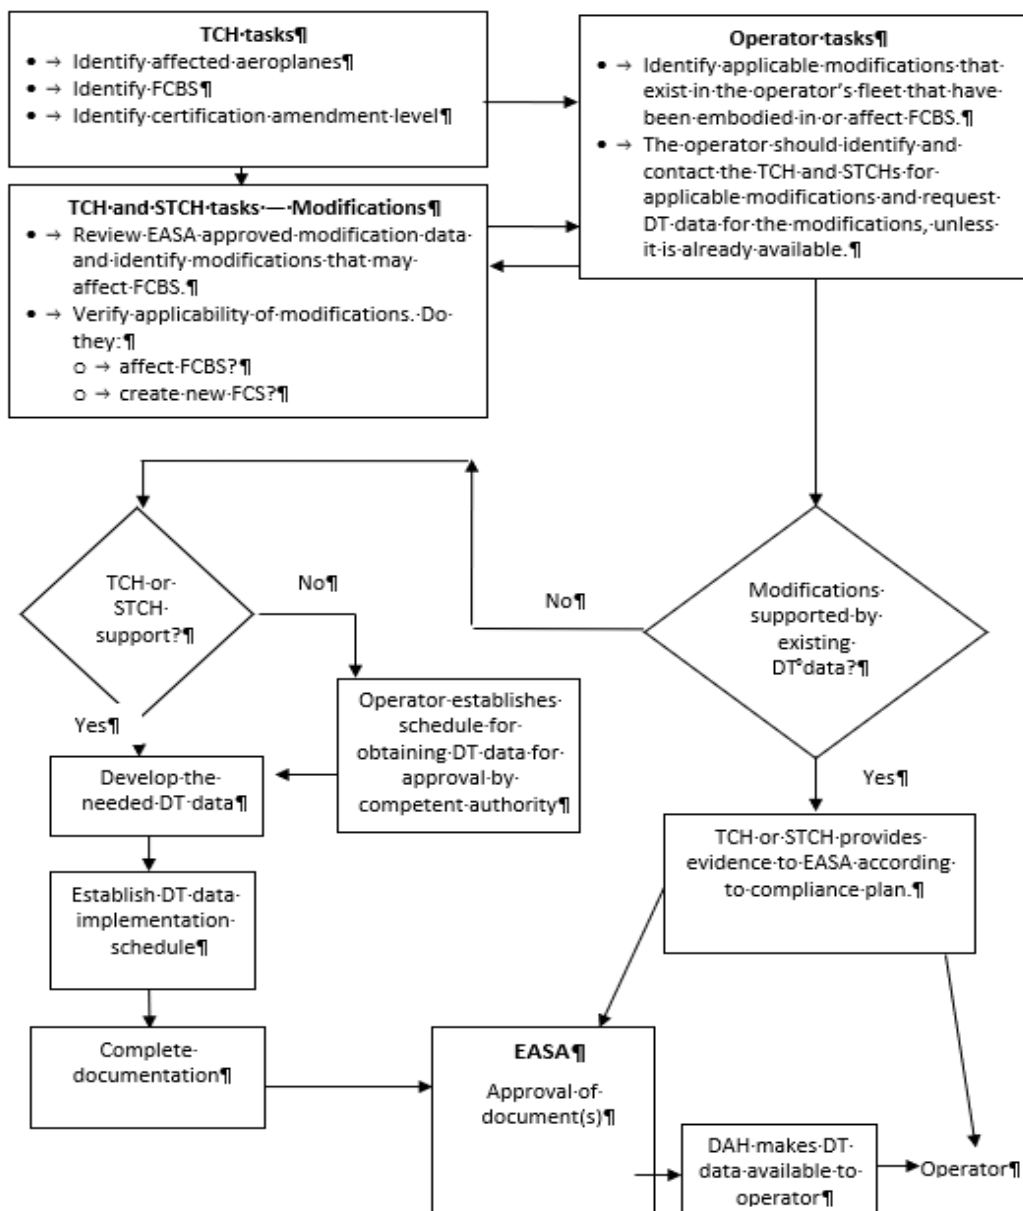 TCH·tasks¶
• → Identify·affected·aeroplanes¶
• → Identify·FCBS¶
• → Identify·certification·amendment·level¶
Operator·tasks¶
• → Identify·applicable·modifications·that·
exist·in·the·operator’s·fleet·that·have·
been·embodied·in·or·affect·FCBS.¶
• → The·operator·should·identify·and·
contact·the·TCH·and·STCHs·for·
applicable·modifications·and·request·
DT·data·for·the·modifications,·unless·
it·is·already·available.¶
TCH·and·STCH·tasks·—·Modifications¶
• → Review·EASA-approved·modification·data·
and·identify·modifications·that·may·
affect·FCBS.¶
• → Verify·applicability·of·modifications.·Do·
they:¶
o → affect·FCBS?¶
o → create·new·FCS?¶
TCH·or·
STCH·
support?¶
No¶
Yes¶
No¶
Modifications·
supported·by·
existing·
DT°data?¶
Yes¶
Operator·establishes·
schedule·for·
obtaining·DT·data·for·
approval·by·
competent·authority¶
Develop·the·
needed·DT·data¶
TCH·or·STCH·provides·
evidence·to·EASA·according·
to·compliance·plan.¶
Establish·DT·data·
implementation·
schedule¶
Complete·
documentation¶
EASA¶
Approval·of·
document(s)¶
DAH·makes·DT·
data·available·to·
operator¶
Operator¶